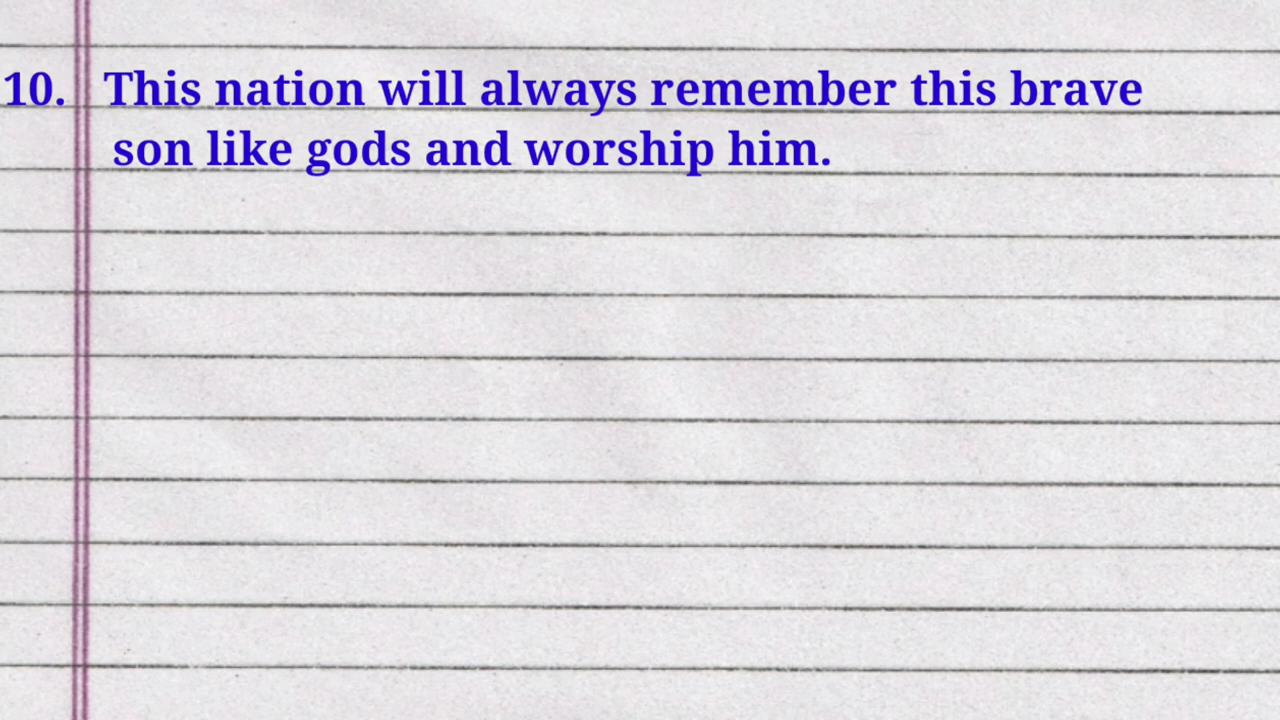 10. This nation will always remember this brave
son like gods and worship him.